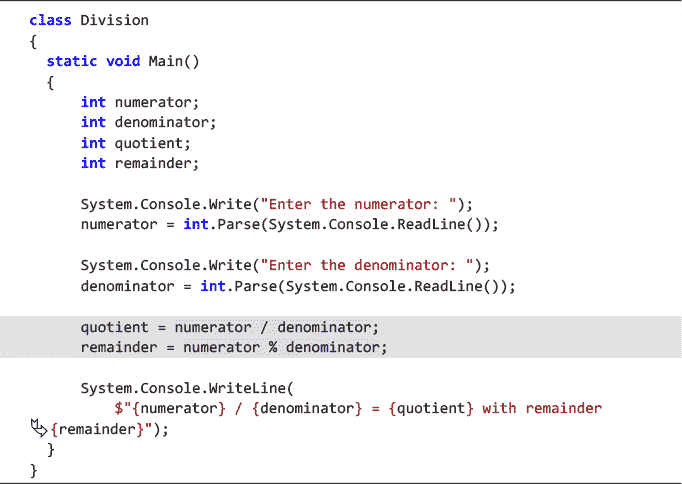 class Division
{
static void Main()
{
int numerator;
int denominator;
int quotient;
int remainder;
System.Console.Write("Enter the numerator: ");
numerator = int.Parse(System.Console.ReadLine());
System.Console.Write("Enter the denominator: ");
denominator = int.Parse(System.Console.ReadLine());
quotient = numerator / denominator;
remainder = numerator % denominator;
System.Console.WriteLine(
$"{numerator} / {denominator} = {quotient} with remainder
{remainder}");
}
}